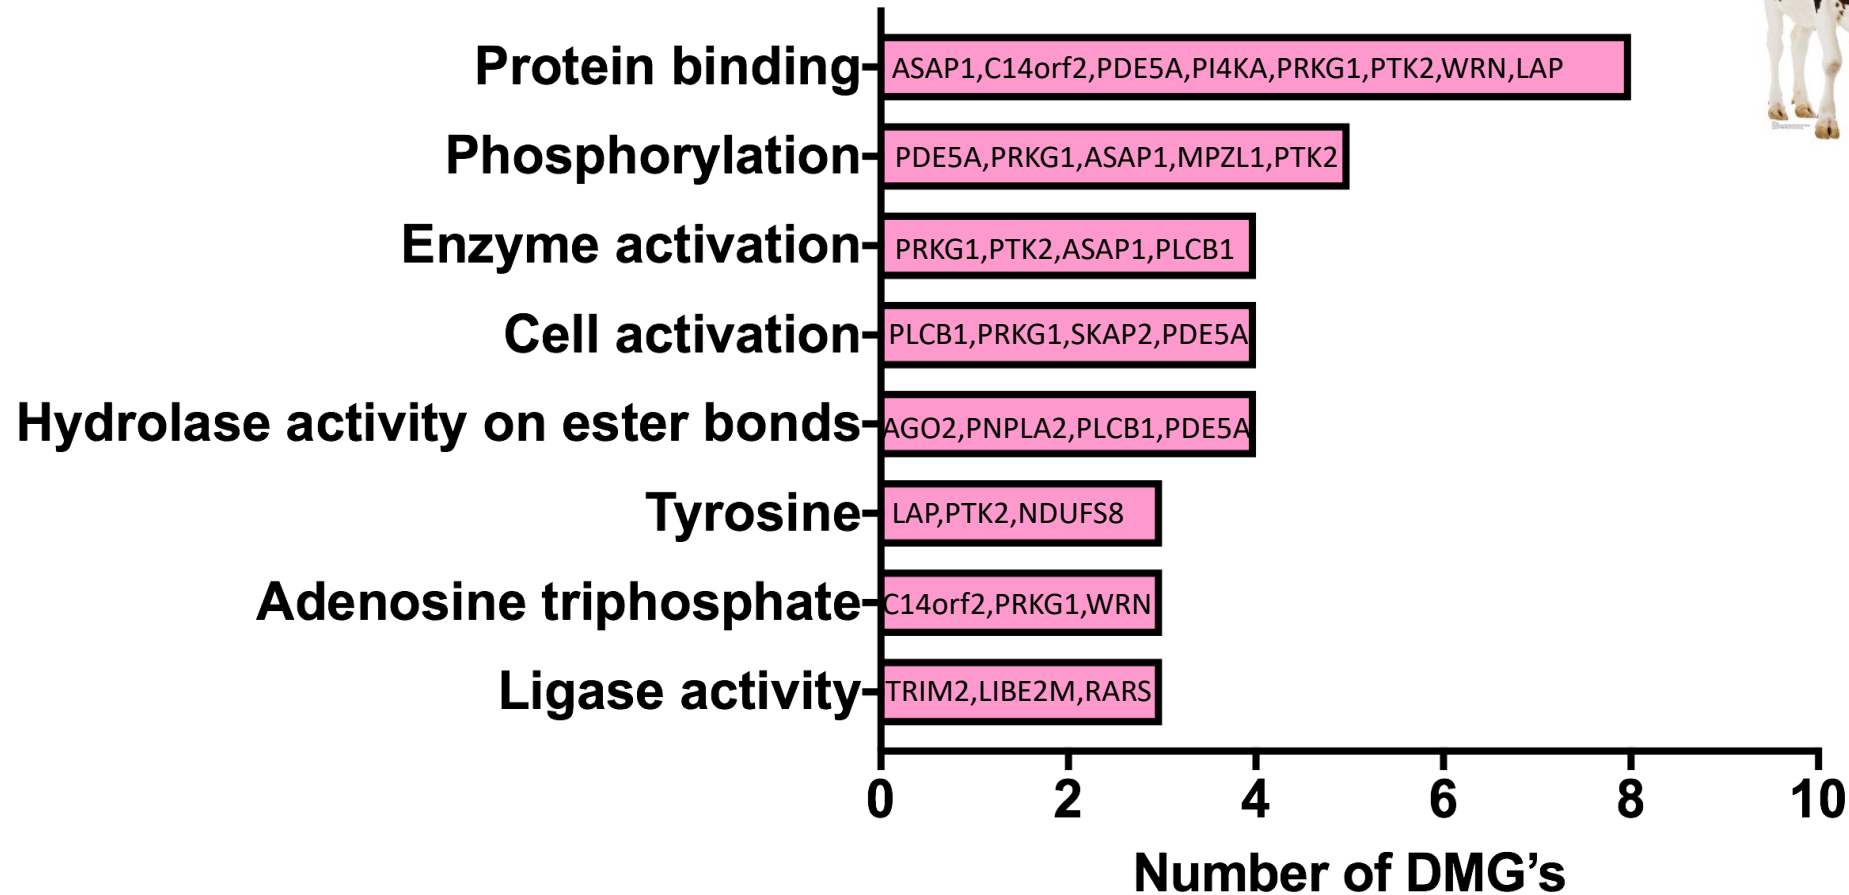 Protein binding
ASAP1,C14orf2,PDE5A,PI4KA,PRKG1,PTK2,WRN,LAP
Phosphorylation
PDE5A,PRKG1,ASAP1,MPZL1,PTK2
Enzyme activation
PRKG1,PTK2,ASAP1,PLCB1
Cell activation
PLCB1,PRKG1,SKAP2,PDE5A
Hydrolase activity on ester bonds
AGO2,PNPLA2,PLCB1,PDE5A
Tyrosine
LAP,PTK2,NDUFS8
Adenosine triphosphate
C14orf2,PRKG1,WRN
Ligase activity
TRIM2,LIBE2M,RARS
0 2 4 6 8 10
Number of DMG’s